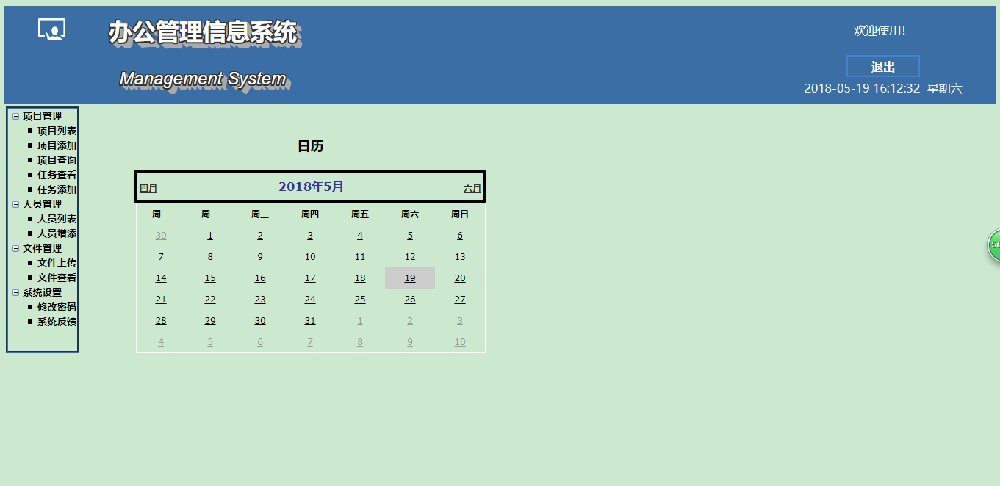 办公管理信息系统
Management System
欢迎使用！
退出
2018-05-19 16:12:32 星期六
项目管理
项目列表
项目添加
项目查询
任务查看
任务添加
人员管理
人员列表
人员增添
文件管理
文件上传
文件查看
系统设置
修改密码
系统反馈
日历
四月 2018年5月 六月
周一 周二 周三 周四 周五 周六 周日
30 1 2 3 4 5 6
7 8 9 10 11 12 13
14 15 16 17 18 19 20
21 22 23 24 25 26 27
28 29 30 31 1 2 3
4 5 6 7 8 9 10